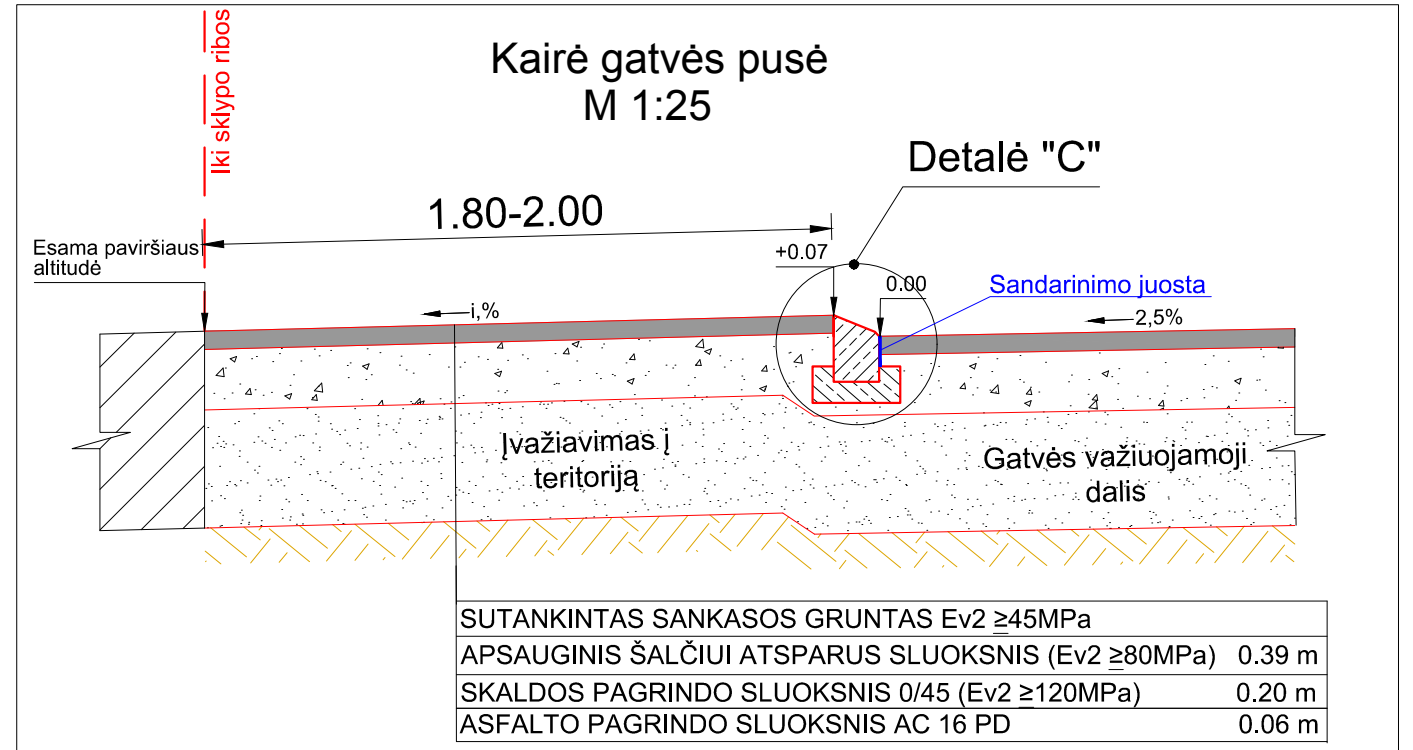 Iki sklypo ribos
Kairė gatvės pusė
M 1:25
Detalė "C"
1.80-2.00
Esama paviršiaus
altitudė
+0.07
0.00
Sandarinimo juosta
i,%
2,5%
Įvažiavimas į
teritoriją
Gatvės važiuojamoji
dalis
SUTANKINTAS SANKASOS GRUNTAS Ev2 ≥45MPa
APSAUGINIS ŠALČIUI ATSPARUS SLUOKSNIS (Ev2 ≥80MPa) 0.39 m
SKALDOS PAGRINDO SLUOKSNIS 0/45 (Ev2 ≥120MPa) 0.20 m
ASFALTO PAGRINDO SLUOKSNIS AC 16 PD 0.06 m